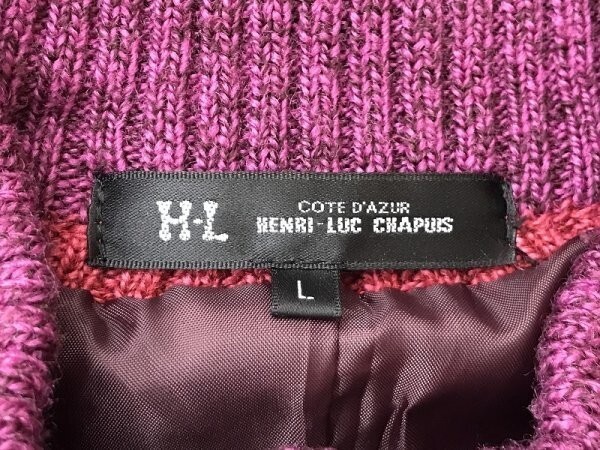 H-L
COTE D'AZUR
HENRI-LUC CHAPUIS
L